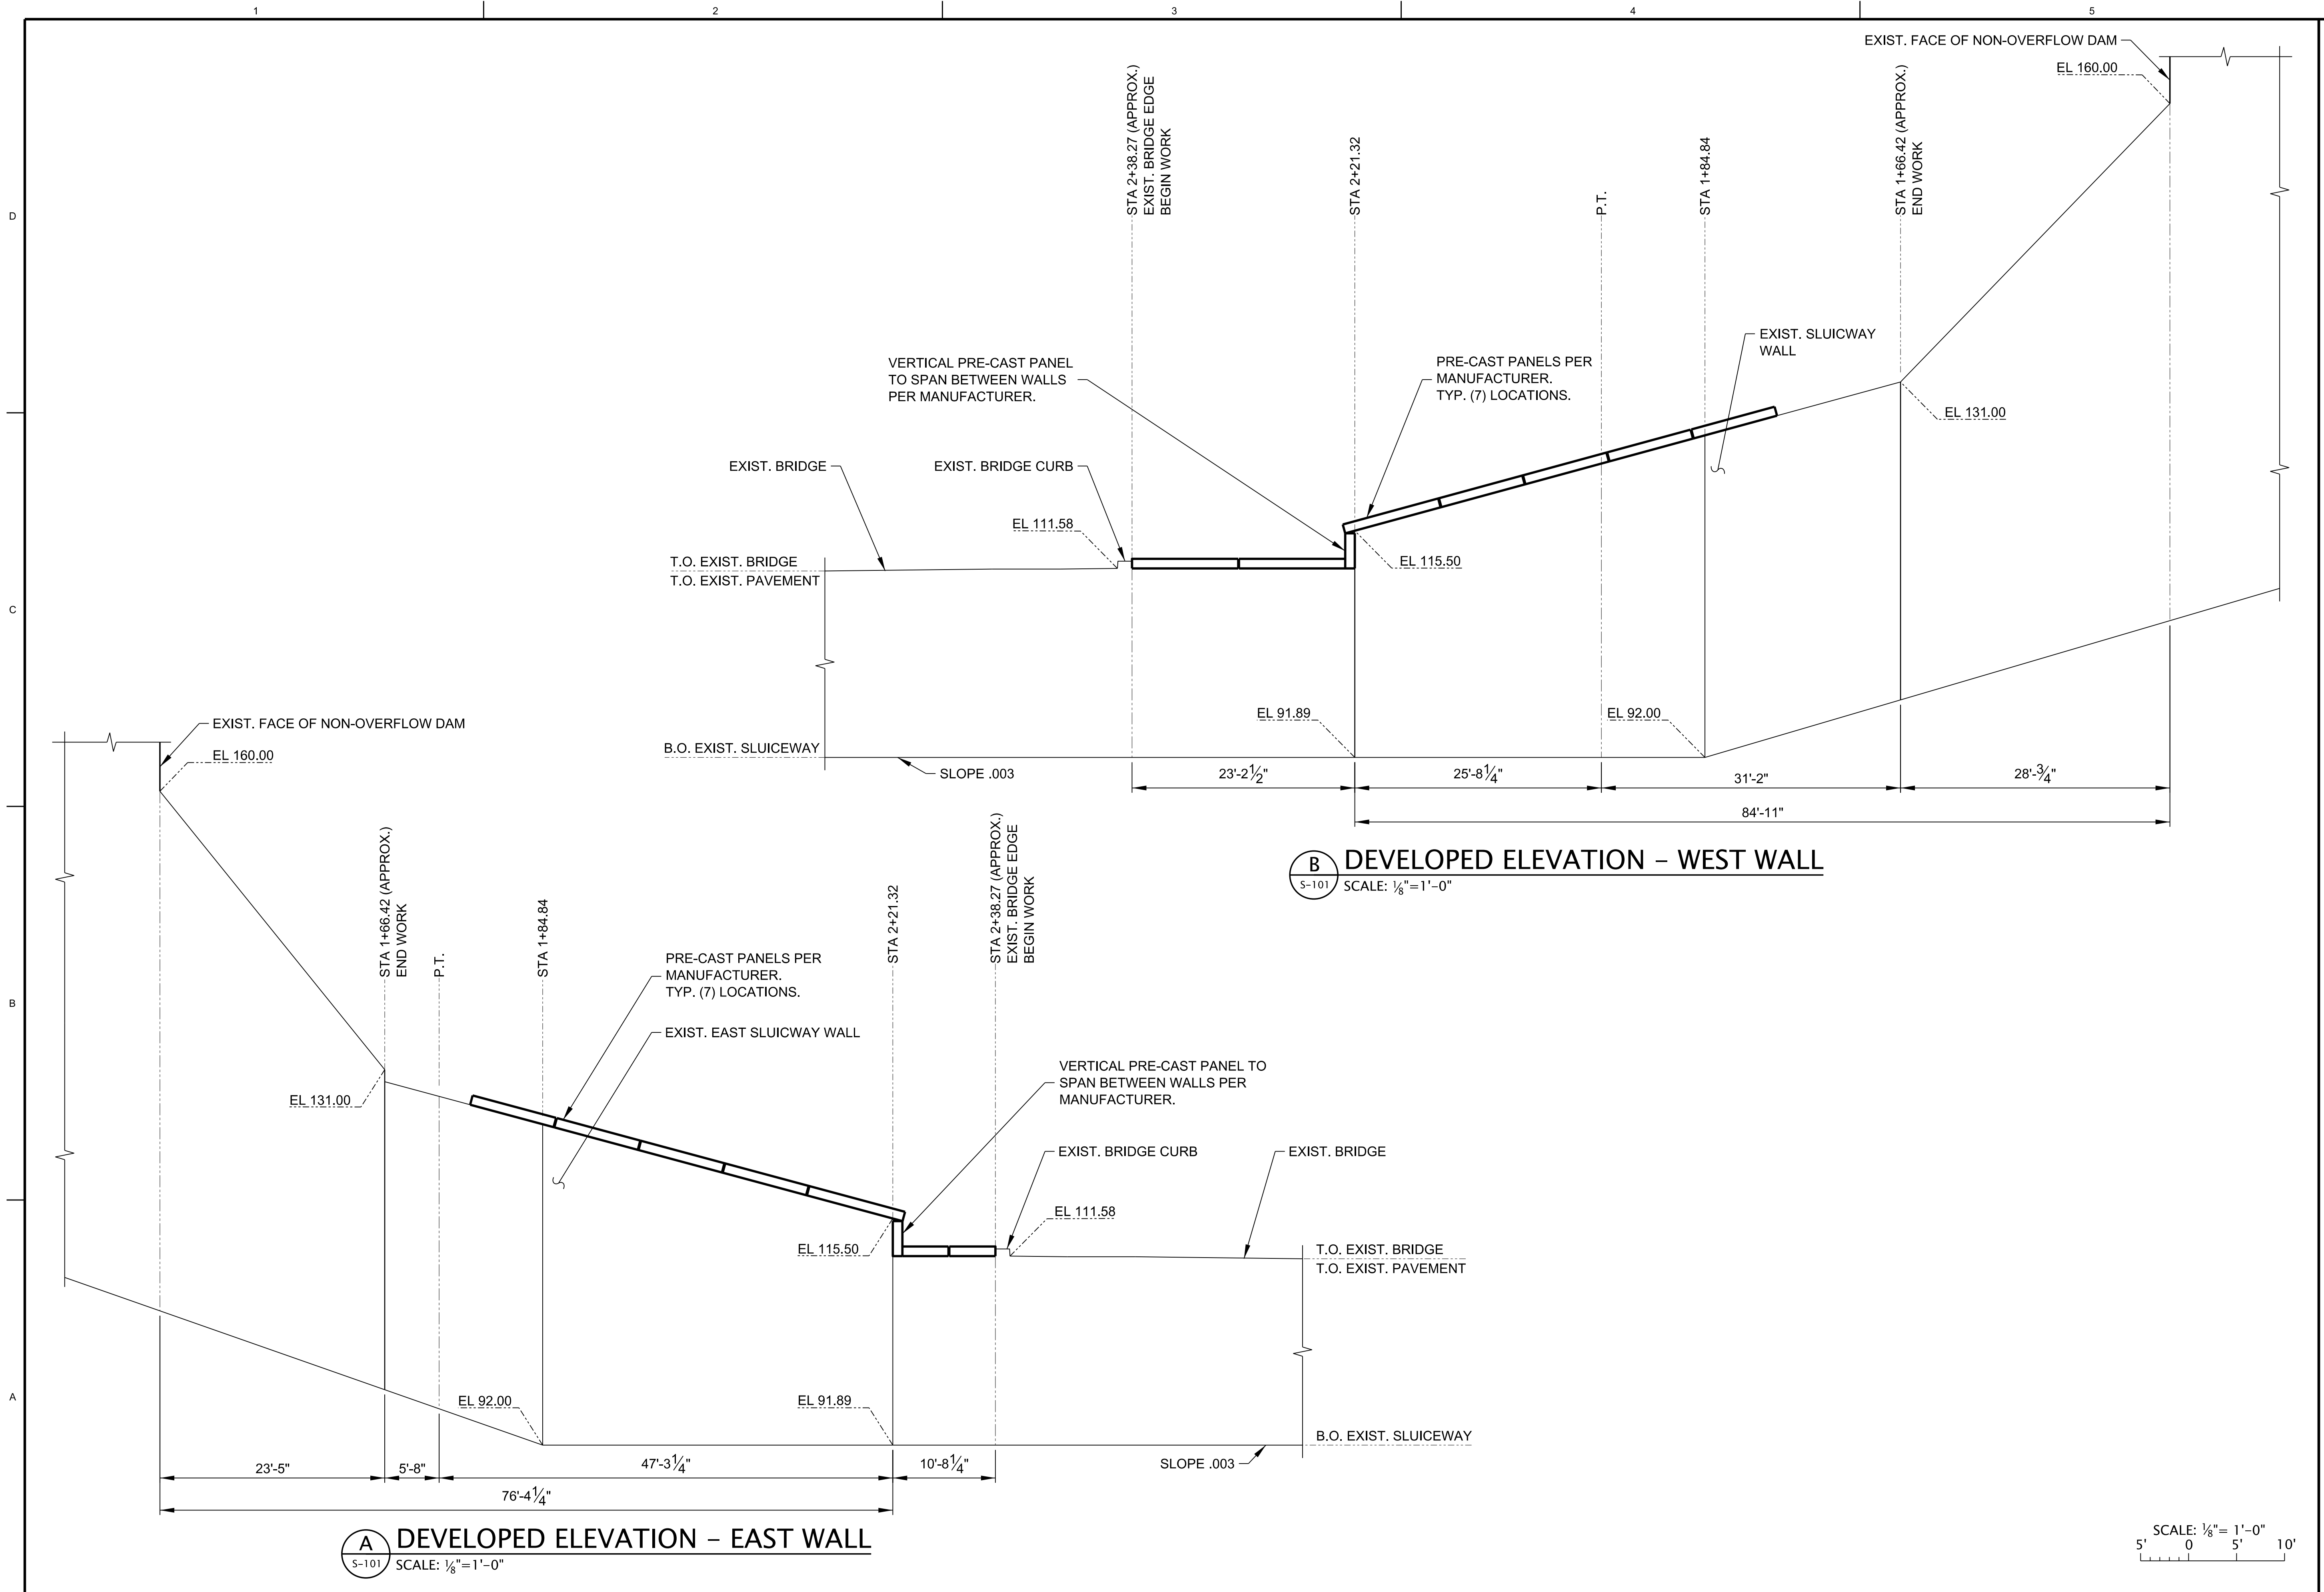 1
2
3
4
5
D
C
B
A
EXIST. FACE OF NON-OVERFLOW DAM
EL 160.00
STA 2+38.27 (APPROX.)
EXIST. BRIDGE EDGE
BEGIN WORK
STA 2+21.32
P.T.
STA 1+84.84
STA 1+66.42 (APPROX.)
END WORK
EXIST. SLUICWAY
WALL
VERTICAL PRE-CAST PANEL
TO SPAN BETWEEN WALLS
PER MANUFACTURER.
PRE-CAST PANELS PER
MANUFACTURER.
TYP. (7) LOCATIONS.
EL 131.00
EXIST. BRIDGE
EXIST. BRIDGE CURB
EL 111.58
T.O. EXIST. BRIDGE
T.O. EXIST. PAVEMENT
EL 115.50
EL 91.89
EL 92.00
B.O. EXIST. SLUICEWAY
SLOPE .003
23'-2½"
25'-8¼"
31'-2"
28'-¾"
84'-11"
B
S-101
DEVELOPED ELEVATION – WEST WALL
SCALE: ⅛"=1'-0"
EXIST. FACE OF NON-OVERFLOW DAM
EL 160.00
STA 1+66.42 (APPROX.)
END WORK
P.T.
STA 1+84.84
STA 2+21.32
STA 2+38.27 (APPROX.)
EXIST. BRIDGE EDGE
BEGIN WORK
PRE-CAST PANELS PER
MANUFACTURER.
TYP. (7) LOCATIONS.
EXIST. EAST SLUICWAY WALL
VERTICAL PRE-CAST PANEL TO
SPAN BETWEEN WALLS PER
MANUFACTURER.
EL 131.00
EXIST. BRIDGE CURB
EXIST. BRIDGE
EL 111.58
EL 115.50
T.O. EXIST. BRIDGE
T.O. EXIST. PAVEMENT
EL 92.00
EL 91.89
B.O. EXIST. SLUICEWAY
SLOPE .003
23'-5"
5'-8"
47'-3¼"
10'-8¼"
76'-4¼"
A
S-101
DEVELOPED ELEVATION – EAST WALL
SCALE: ⅛"=1'-0"
SCALE: ⅛"= 1'-0"
5' 0 5' 10'